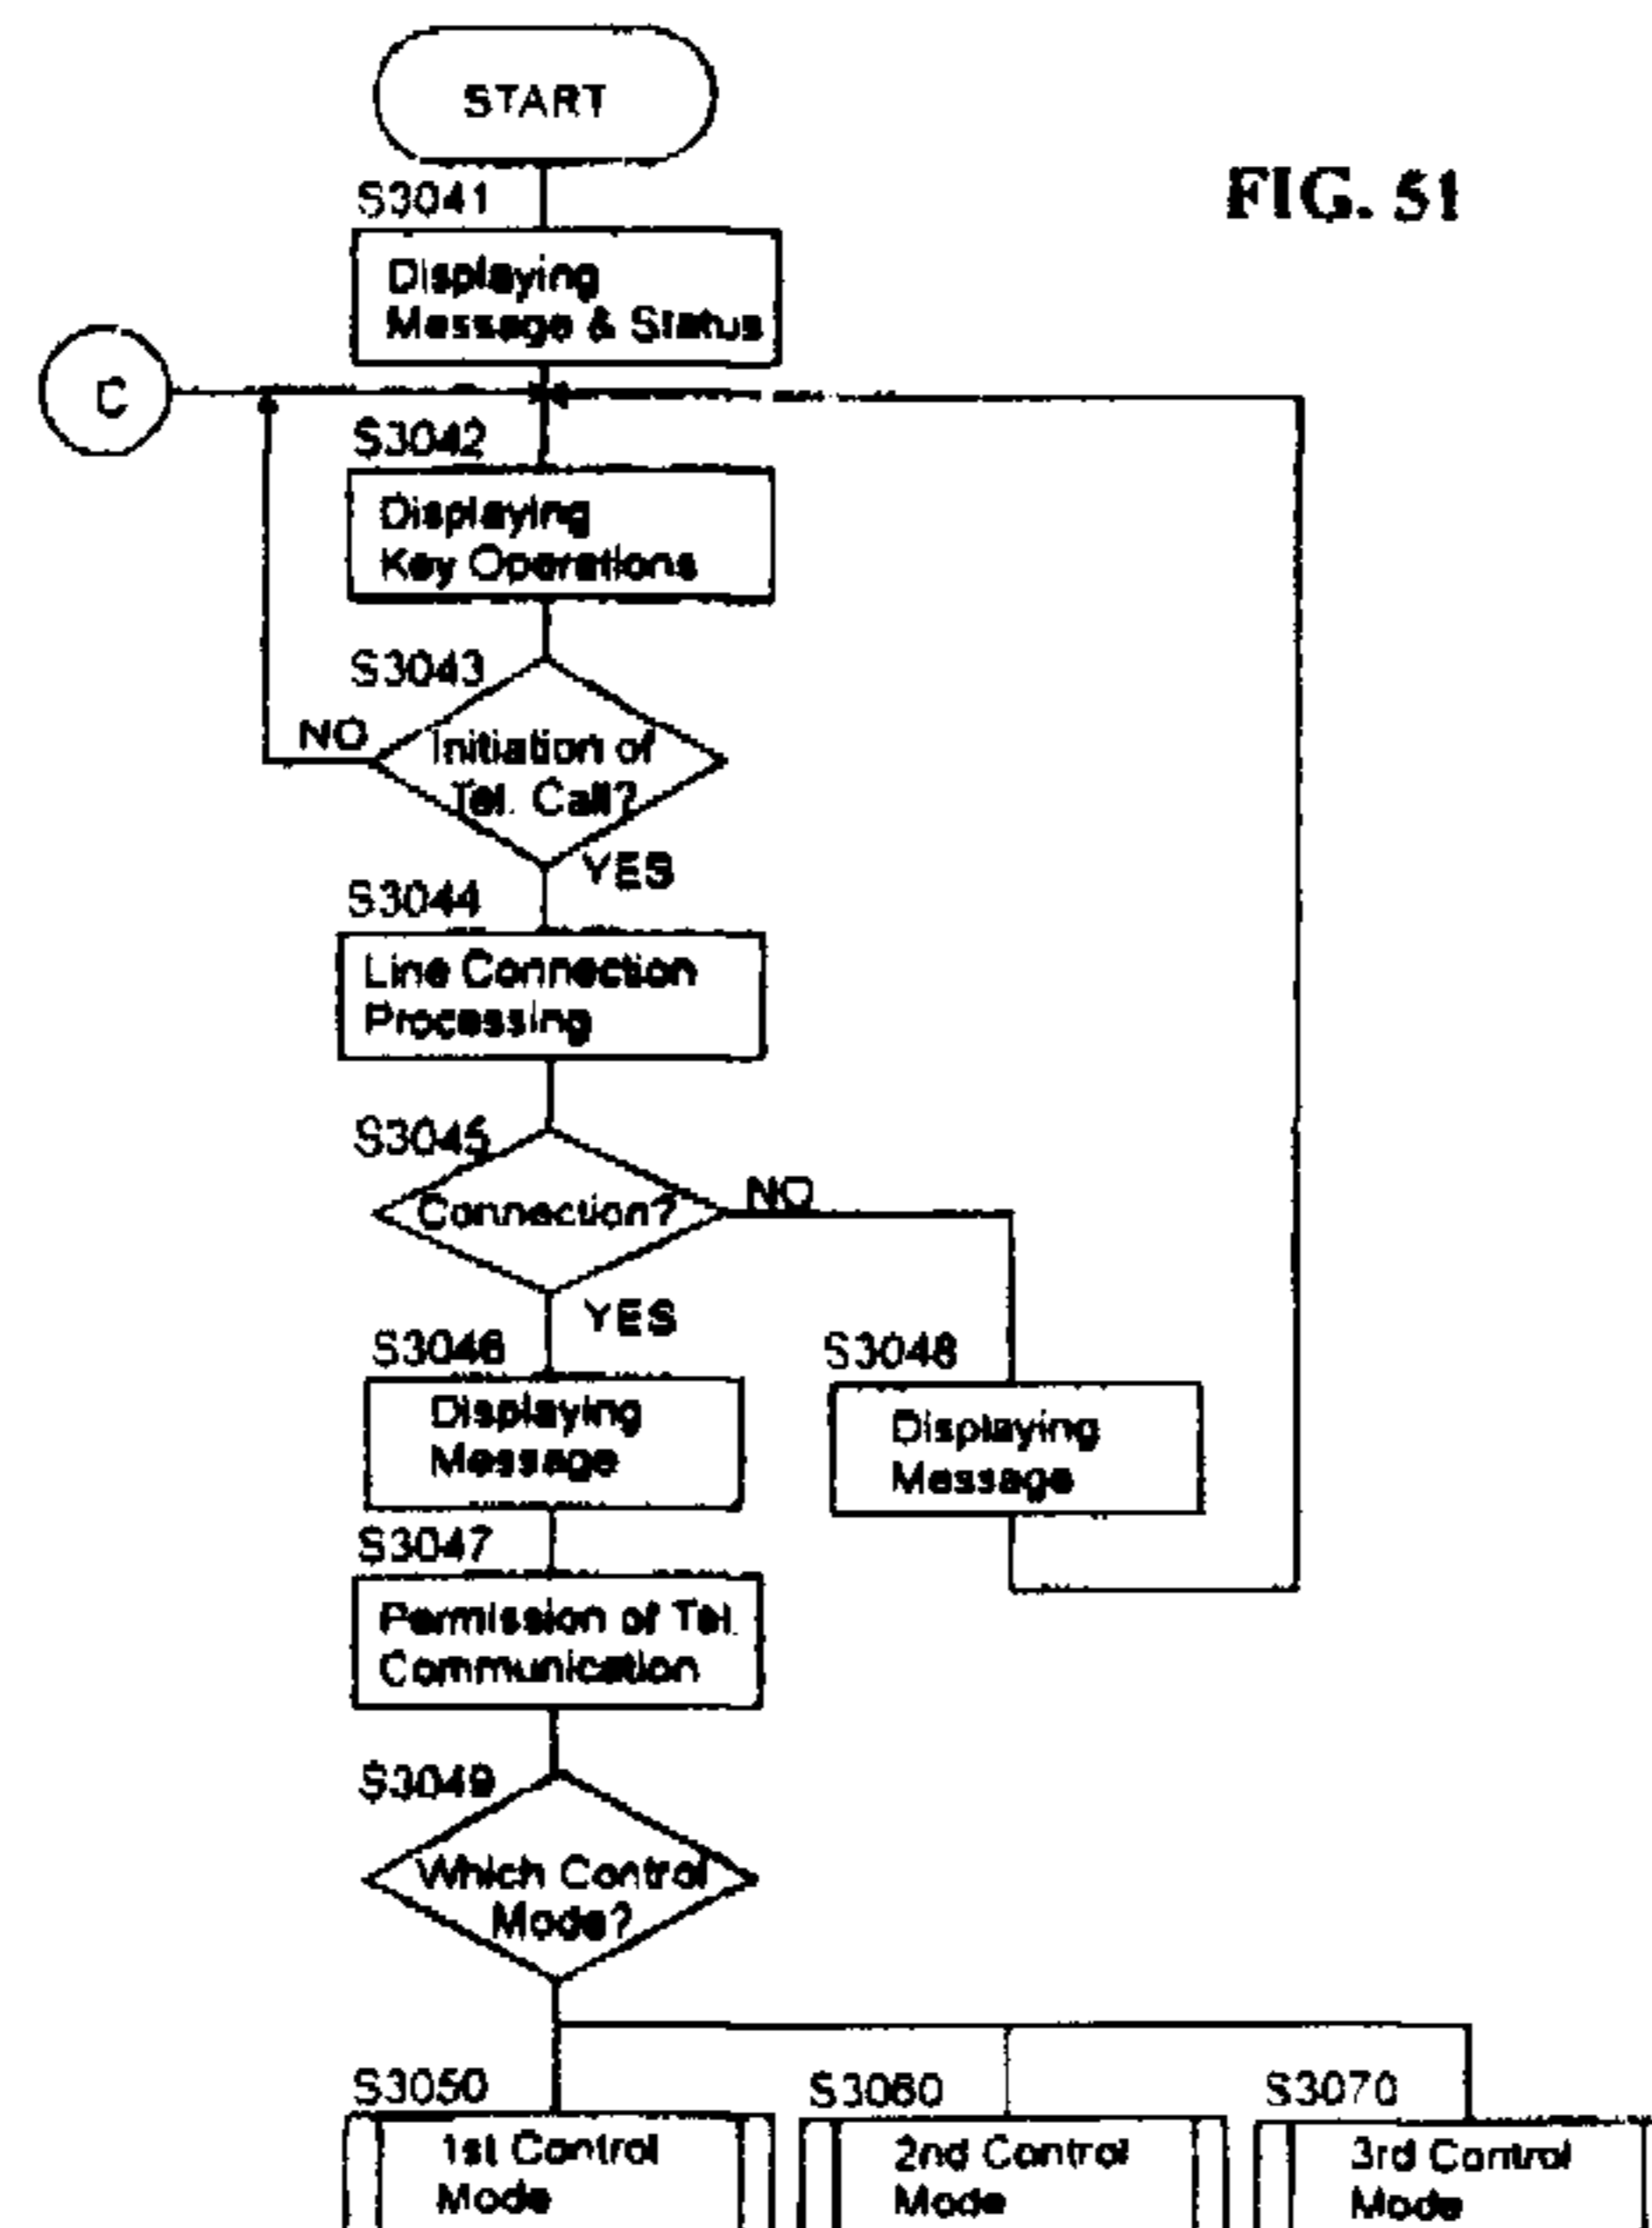 START
FIG. 51
S3041
Displaying
Message & Status
C
S3042
Displaying
Key Operations
S3043
NO
Initiation of
Tel. Call?
YES
S3044
Line Connection
Processing
S3045
Connection?
NO
YES
S3046
Displaying
Message
S3048
Displaying
Message
S3047
Permission of Tel.
Communication
S3049
Which Control
Mode?
S3050
1st Control
Mode
S3060
2nd Control
Mode
S3070
3rd Control
Mode